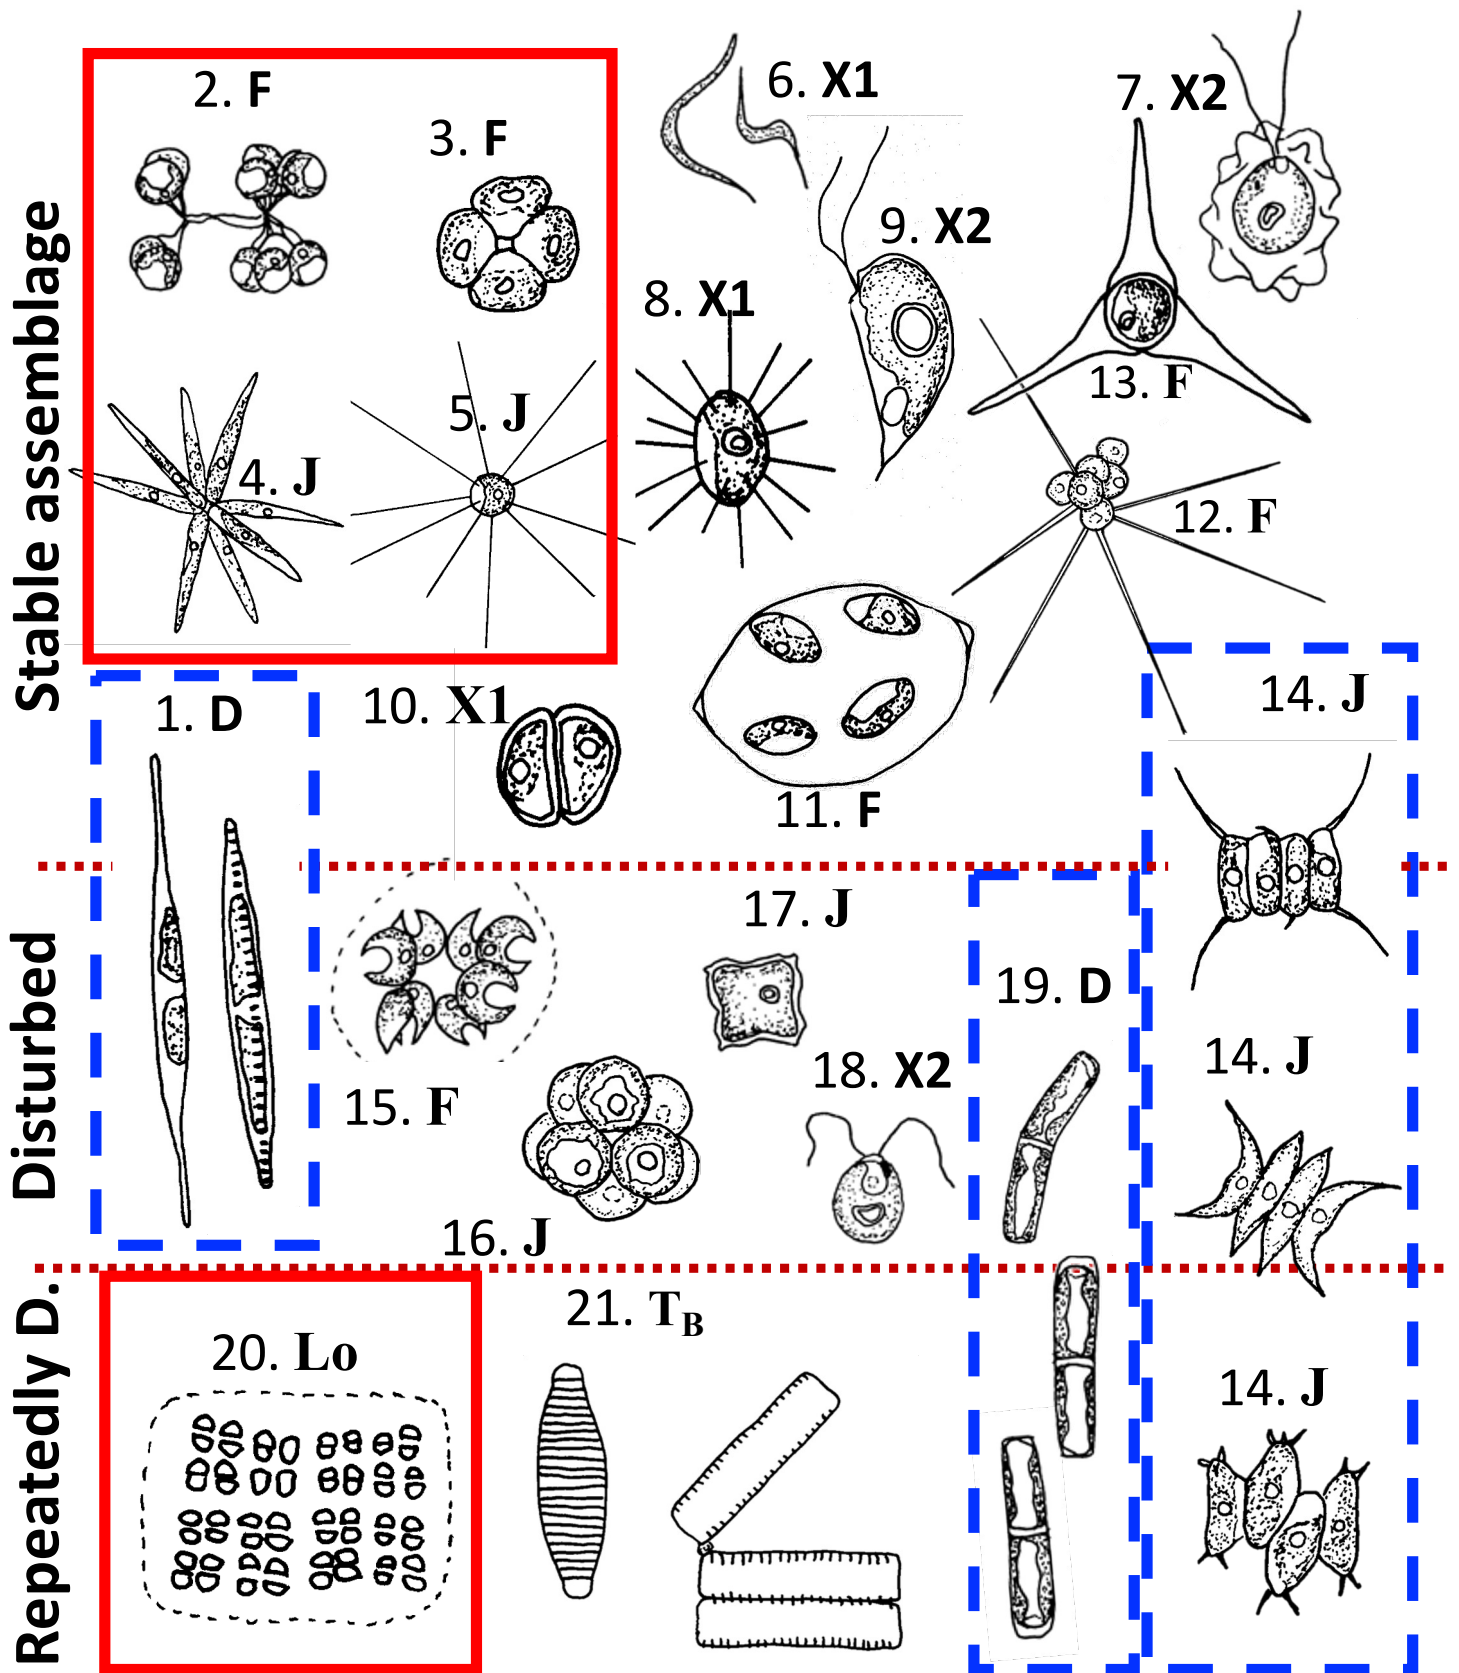 Stable assemblage
2. F
3. F
4. J
5. J
6. X1
7. X2
8. X1
9. X2
13. F
12. F
1. D
10. X1
11. F
14. J
Disturbed
15. F
16. J
17. J
18. X2
19. D
14. J
Repeatedly D.
20. Lo
21. TB
14. J